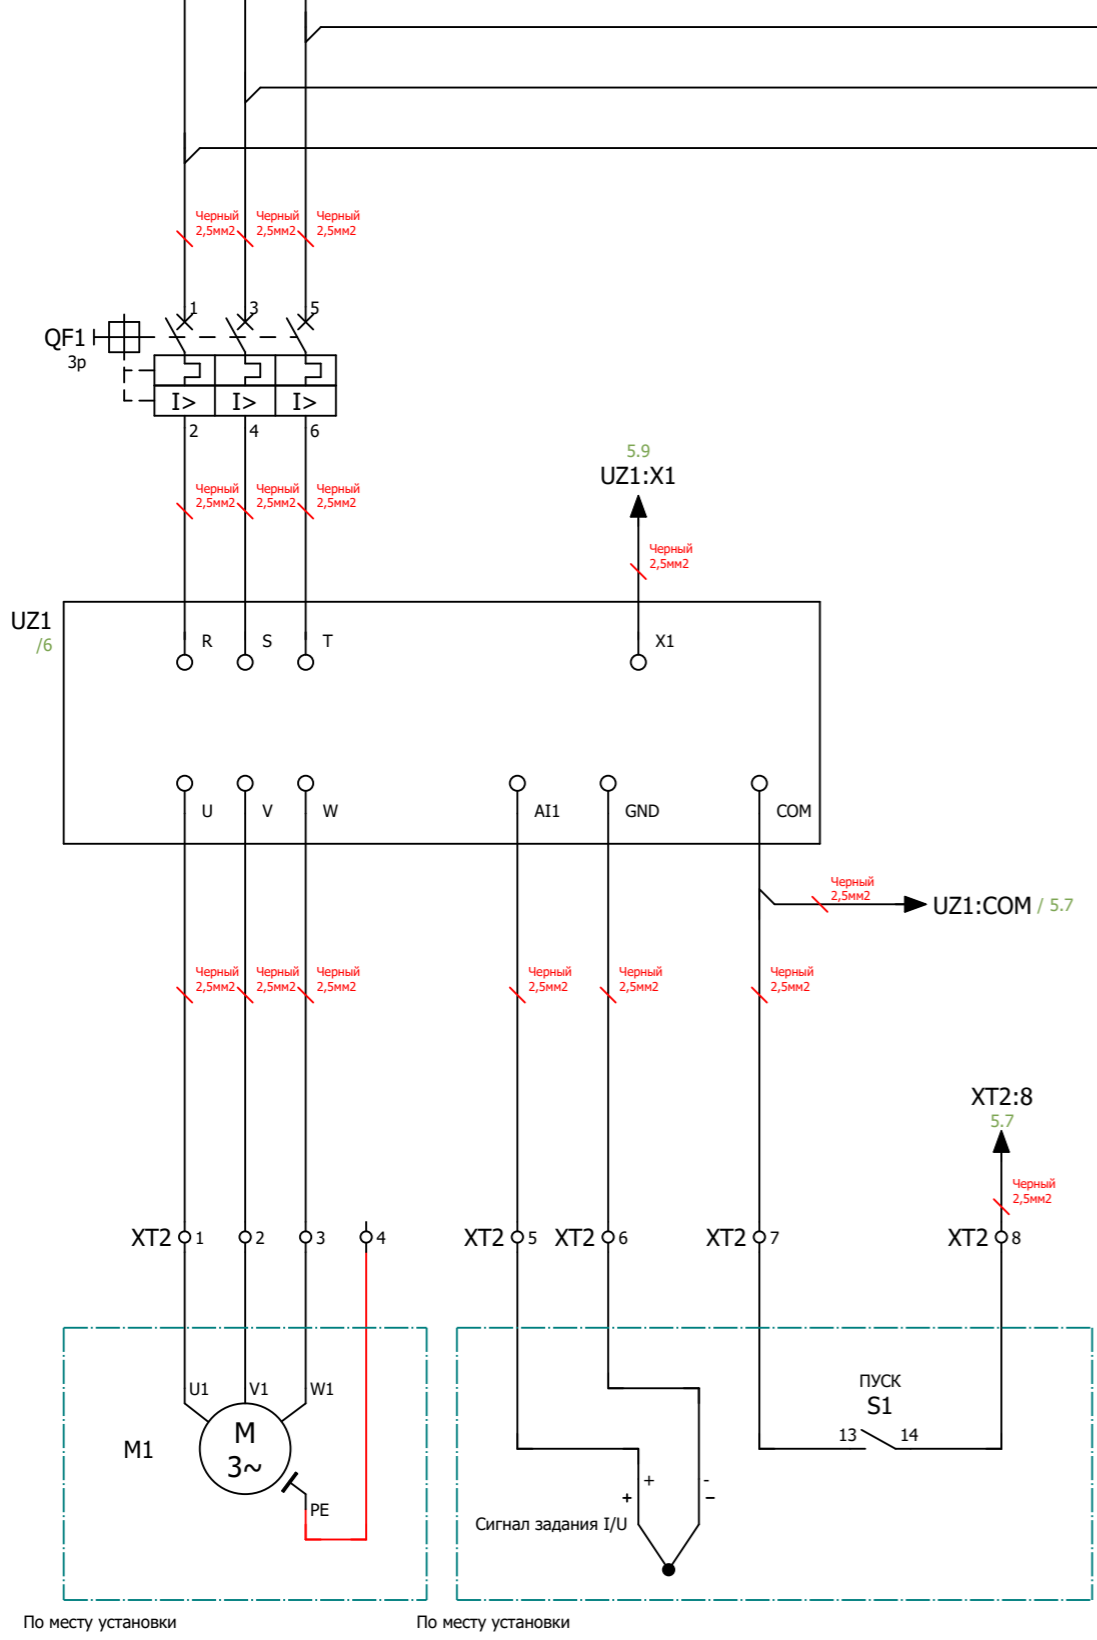 Черный Черный Черный
2,5мм2 2,5мм2 2,5мм2
1 3 5
QF1
3p
I> I> I>
2 4 6
5.9
UZ1:X1
Черный Черный Черный
2,5мм2 2,5мм2 2,5мм2
Черный
2,5мм2
UZ1
/6
R S T X1
U V W AI1 GND COM
Черный
2,5мм2
UZ1:COM / 5.7
Черный Черный Черный Черный Черный Черный
2,5мм2 2,5мм2 2,5мм2 2,5мм2 2,5мм2 2,5мм2
XT2:8
5.7
Черный
2,5мм2
XT2 1 2 3 4 XT2 5 XT2 6 XT2 7 XT2 8
U1 V1 W1
ПУСК
S1
13 14
M1
M
3~
PE
+ -
+ −
Сигнал задания I/U
По месту установки По месту установки